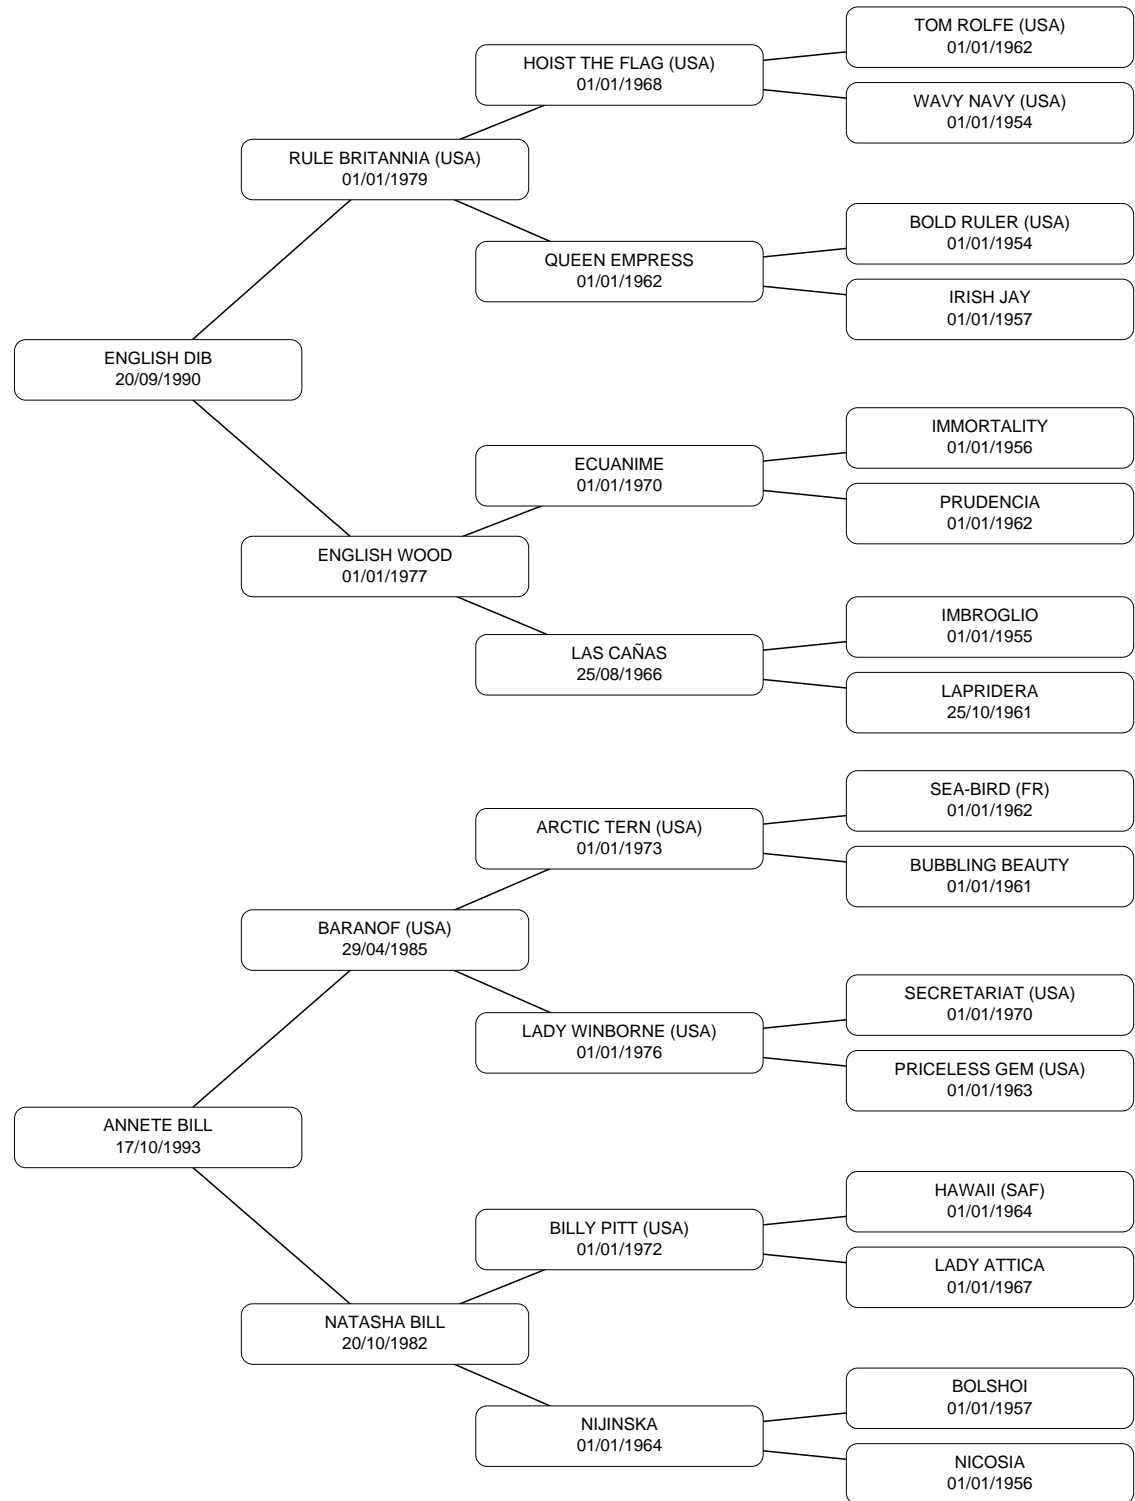 TOM ROLFE (USA)
01/01/1962
HOIST THE FLAG (USA)
01/01/1968
WAVY NAVY (USA)
01/01/1954
RULE BRITANNIA (USA)
01/01/1979
BOLD RULER (USA)
01/01/1954
QUEEN EMPRESS
01/01/1962
IRISH JAY
01/01/1957
ENGLISH DIB
20/09/1990
IMMORTALITY
01/01/1956
ECUANIME
01/01/1970
PRUDENCIA
01/01/1962
ENGLISH WOOD
01/01/1977
IMBROGLIO
01/01/1955
LAS CAÑAS
25/08/1966
LAPRIDERA
25/10/1961
SEA-BIRD (FR)
01/01/1962
ARCTIC TERN (USA)
01/01/1973
BUBBLING BEAUTY
01/01/1961
BARANOF (USA)
29/04/1985
SECRETARIAT (USA)
01/01/1970
LADY WINBORNE (USA)
01/01/1976
PRICELESS GEM (USA)
01/01/1963
ANNETE BILL
17/10/1993
HAWAII (SAF)
01/01/1964
BILLY PITT (USA)
01/01/1972
LADY ATTICA
01/01/1967
NATASHA BILL
20/10/1982
BOLSHOI
01/01/1957
NIJINSKA
01/01/1964
NICOSIA
01/01/1956